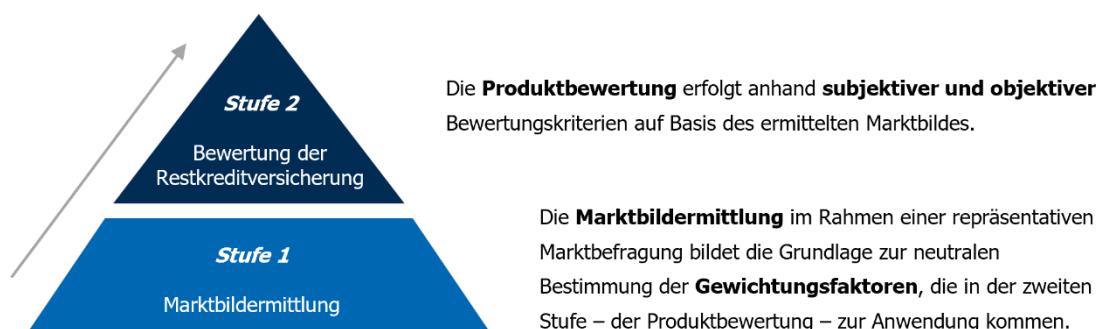 Stufe 2
Bewertung der
Restkreditversicherung
Die Produktbewertung erfolgt anhand subjektiver und objektiver
Bewertungskriterien auf Basis des ermittelten Marktbildes.
Stufe 1
Marktbildermittlung
Die Marktbildermittlung im Rahmen einer repräsentativen
Marktbefragung bildet die Grundlage zur neutralen
Bestimmung der Gewichtungsfaktoren, die in der zweiten
Stufe – der Produktbewertung – zur Anwendung kommen.